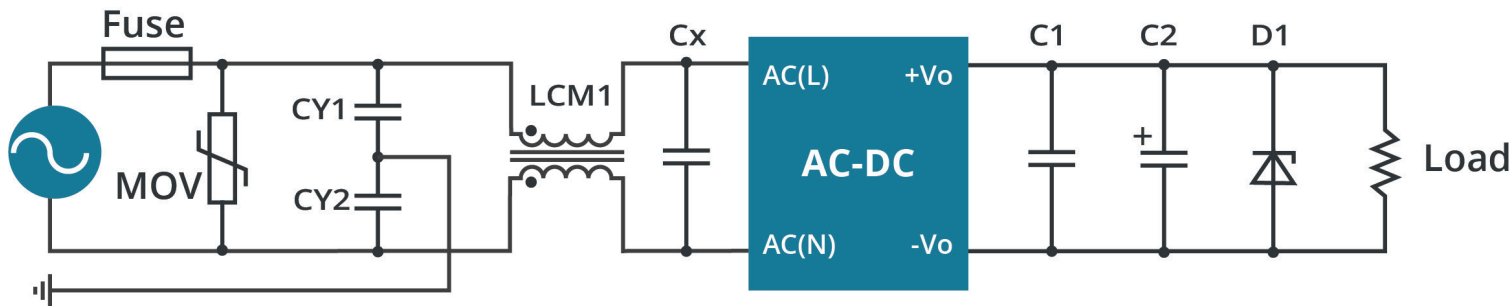 Fuse
MOV
CY1
CY2
LCM1
Cx
AC(L)
+Vo
AC-DC
AC(N)
-Vo
C1
C2
+
D1
Load